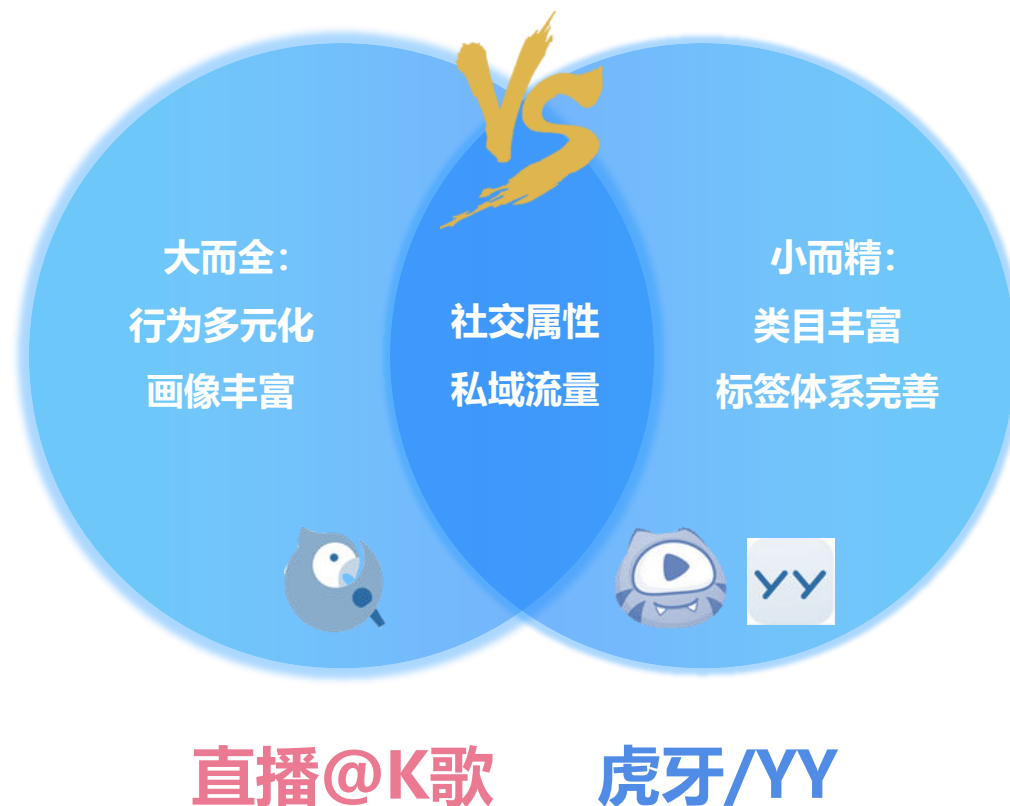 VS
大而全：
行为多元化
画像丰富
社交属性
私域流量
小而精：
类目丰富
标签体系完善
YY
直播@K歌
虎牙/YY